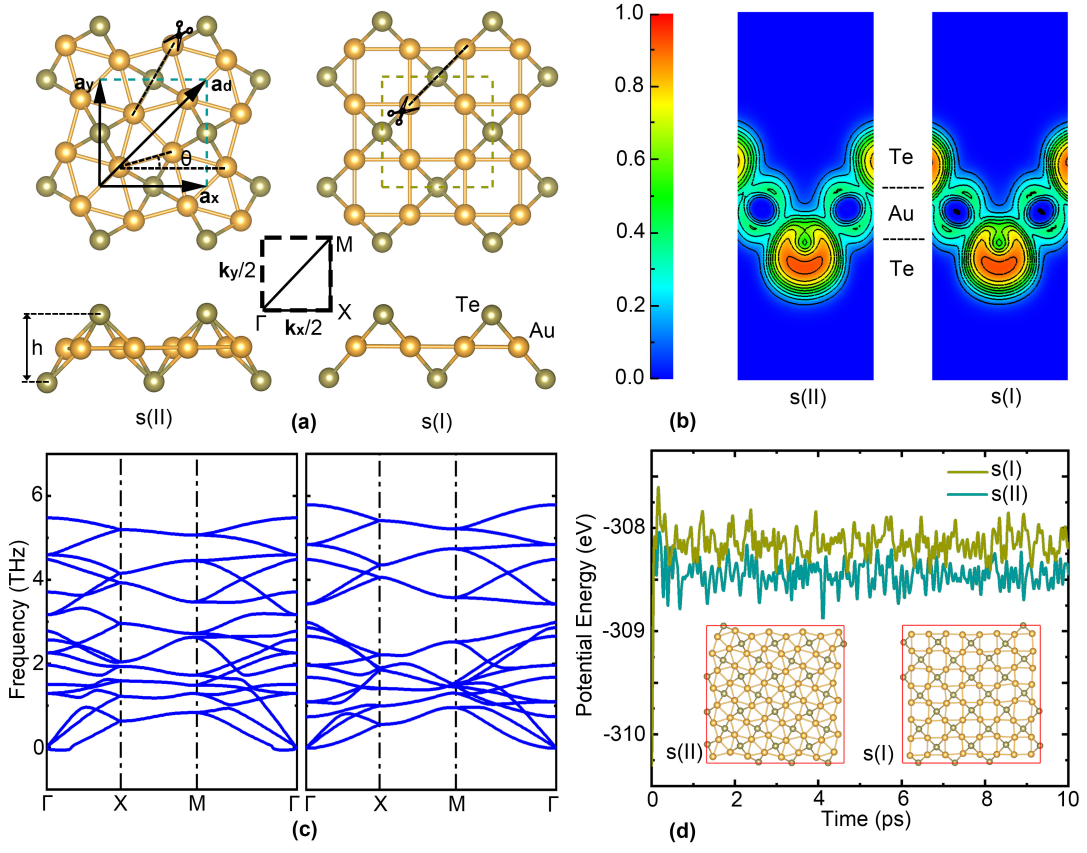 a_y
a_d
θ
a_x
M
k_y/2
Γ
k_x/2
X
h
Te
Au
s(II)
(a)
s(I)
1.0
0.8
0.6
0.4
0.2
0.0
Te
Au
Te
s(II)
s(I)
(b)
Frequency (THz)
6
4
2
0
Γ
X
M
Γ
Γ
X
M
Γ
(c)
Potential Energy (eV)
-308
-309
-310
s(I)
s(II)
s(II)
s(I)
0
2
4
6
8
10
Time (ps)
(d)